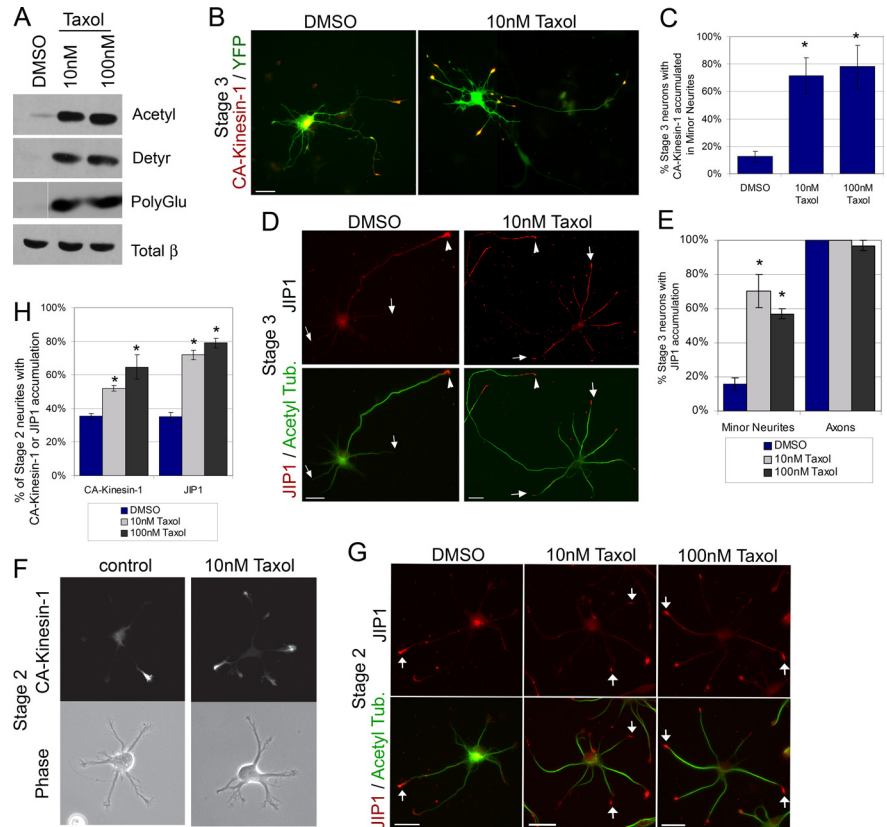 A
Taxol
DMSO
10nM
100nM
Acetyl
Detyr
PolyGlu
Total β
B
DMSO
10nM Taxol
Stage 3
CA-Kinesin-1 / YFP
C
% Stage 3 neurons with
CA-Kinesin-1 accumulated
in Minor Neurites
100%
80%
60%
40%
20%
0%
*
*
DMSO
10nM
Taxol
100nM
Taxol
D
DMSO
10nM Taxol
Stage 3
JIP1
JIP1 / Acetyl Tub.
E
% Stage 3 neurons with
JIP1 accumulation
100%
80%
60%
40%
20%
0%
*
*
Minor Neurites
Axons
DMSO
10nM Taxol
100nM Taxol
H
% of Stage 2 neurites with
CA-Kinesin-1 or JIP1 accumulation
100%
80%
60%
40%
20%
0%
*
*
*
*
CA-Kinesin-1
JIP1
DMSO
10nM Taxol
100nM Taxol
F
control
10nM Taxol
Stage 2
CA-Kinesin-1
Phase
G
DMSO
10nM Taxol
100nM Taxol
Stage 2
JIP1
JIP1 / Acetyl Tub.